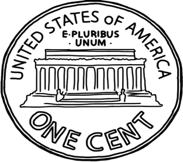 UNITED STATES OF AMERICA
E·PLURIBUS
·UNUM·
ONE CENT